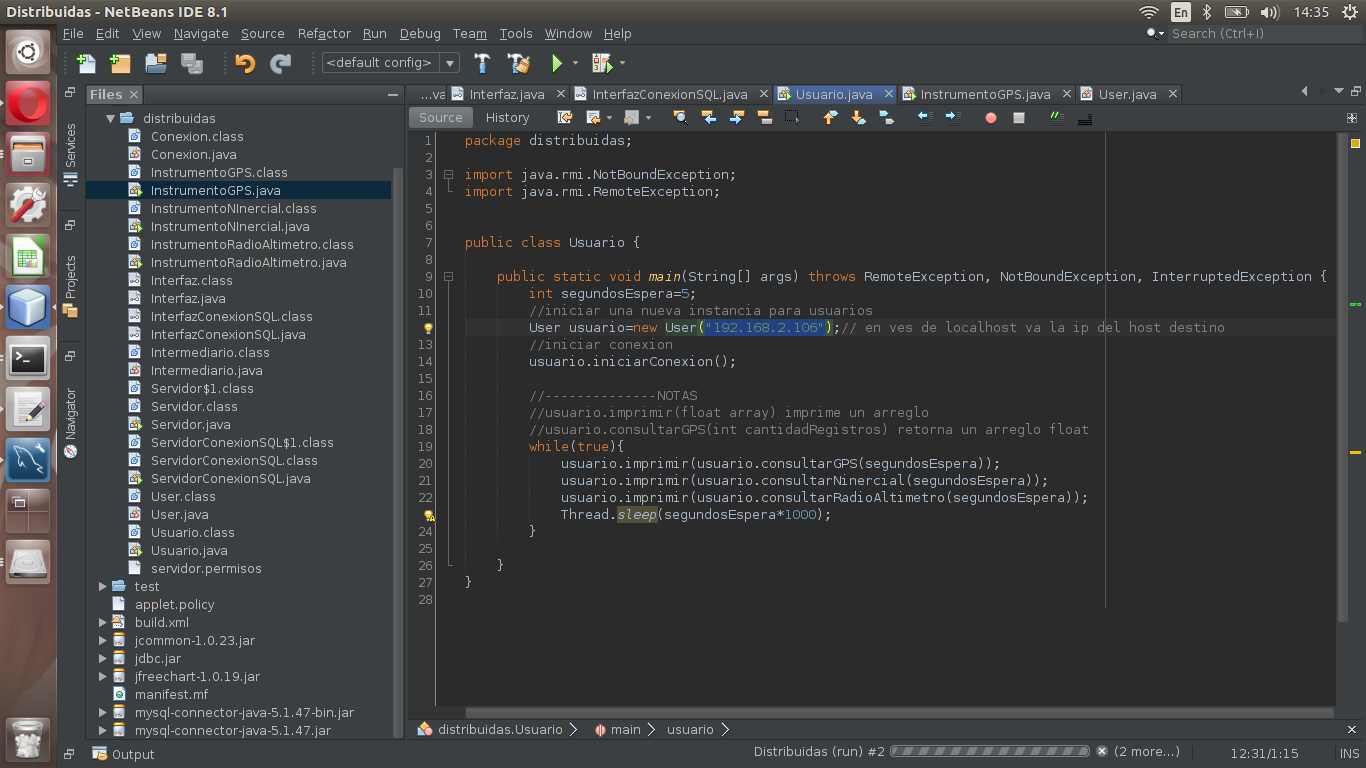 Distribuidas - NetBeans IDE 8.1
En
14:35
File Edit View Navigate Source Refactor Run Debug Team Tools Window Help
Search (Ctrl+I)
<default config>
Files
Services
Projects
Navigator
distribuidas
Conexion.class
Conexion.java
InstrumentoGPS.class
InstrumentoGPS.java
InstrumentoNInercial.class
InstrumentoNInercial.java
InstrumentoRadioAltimetro.class
InstrumentoRadioAltimetro.java
Interfaz.class
Interfaz.java
InterfazConexionSQL.class
InterfazConexionSQL.java
Intermediario.class
Intermediario.java
Servidor$1.class
Servidor.class
Servidor.java
ServidorConexionSQL$1.class
ServidorConexionSQL.class
ServidorConexionSQL.java
User.class
User.java
Usuario.class
Usuario.java
servidor.permisos
test
applet.policy
build.xml
jcommon-1.0.23.jar
jdbc.jar
jfreechart-1.0.19.jar
manifest.mf
mysql-connector-java-5.1.47-bin.jar
mysql-connector-java-5.1.47.jar
...va Interfaz.java InterfazConexionSQL.java Usuario.java InstrumentoGPS.java User.java
Source History
1 package distribuidas;
2
3 import java.rmi.NotBoundException;
4 import java.rmi.RemoteException;
5
6
7 public class Usuario {
8
9 public static void main(String[] args) throws RemoteException, NotBoundException, InterruptedException {
10 int segundosEspera=5;
11 //iniciar una nueva instancia para usuarios
User usuario=new User("192.168.2.106");// en ves de localhost va la ip del host destino
13 //iniciar conexion
14 usuario.iniciarConexion();
15
16 //--------------NOTAS
17 //usuario.imprimir(float array) imprime un arreglo
18 //usuario.consultarGPS(int cantidadRegistros) retorna un arreglo float
19 while(true){
20 usuario.imprimir(usuario.consultarGPS(segundosEspera));
21 usuario.imprimir(usuario.consultarNinercial(segundosEspera));
22 usuario.imprimir(usuario.consultarRadioAltimetro(segundosEspera));
Thread.sleep(segundosEspera*1000);
24 }
25
26 }
27 }
28
distribuidas.Usuario main usuario
Output
Distribuidas (run) #2 (2 more...)
12:31/1:15
INS